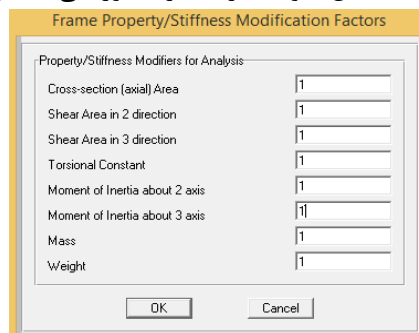 Frame Property/Stiffness Modification Factors
Property/Stiffness Modifiers for Analysis
Cross-section (axial) Area 1
Shear Area in 2 direction 1
Shear Area in 3 direction 1
Torsional Constant 1
Moment of Inertia about 2 axis 1
Moment of Inertia about 3 axis 1
Mass 1
Weight 1
OK Cancel